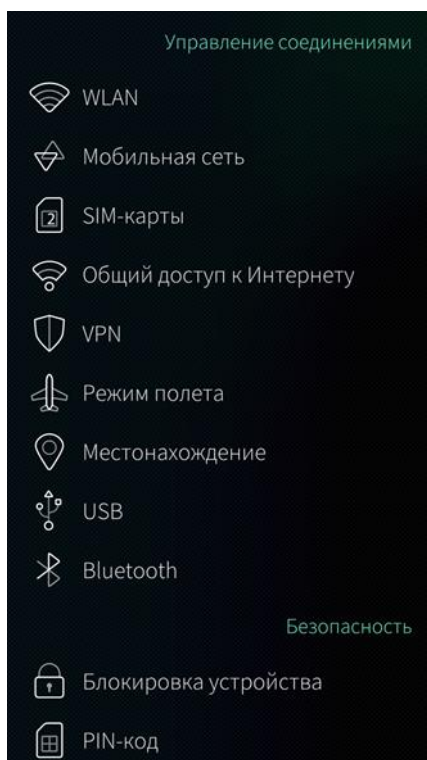 Управление соединениями
WLAN
Мобильная сеть
2
SIM-карты
Общий доступ к Интернету
VPN
Режим полета
Местонахождение
USB
Bluetooth
Безопасность
Блокировка устройства
PIN-код